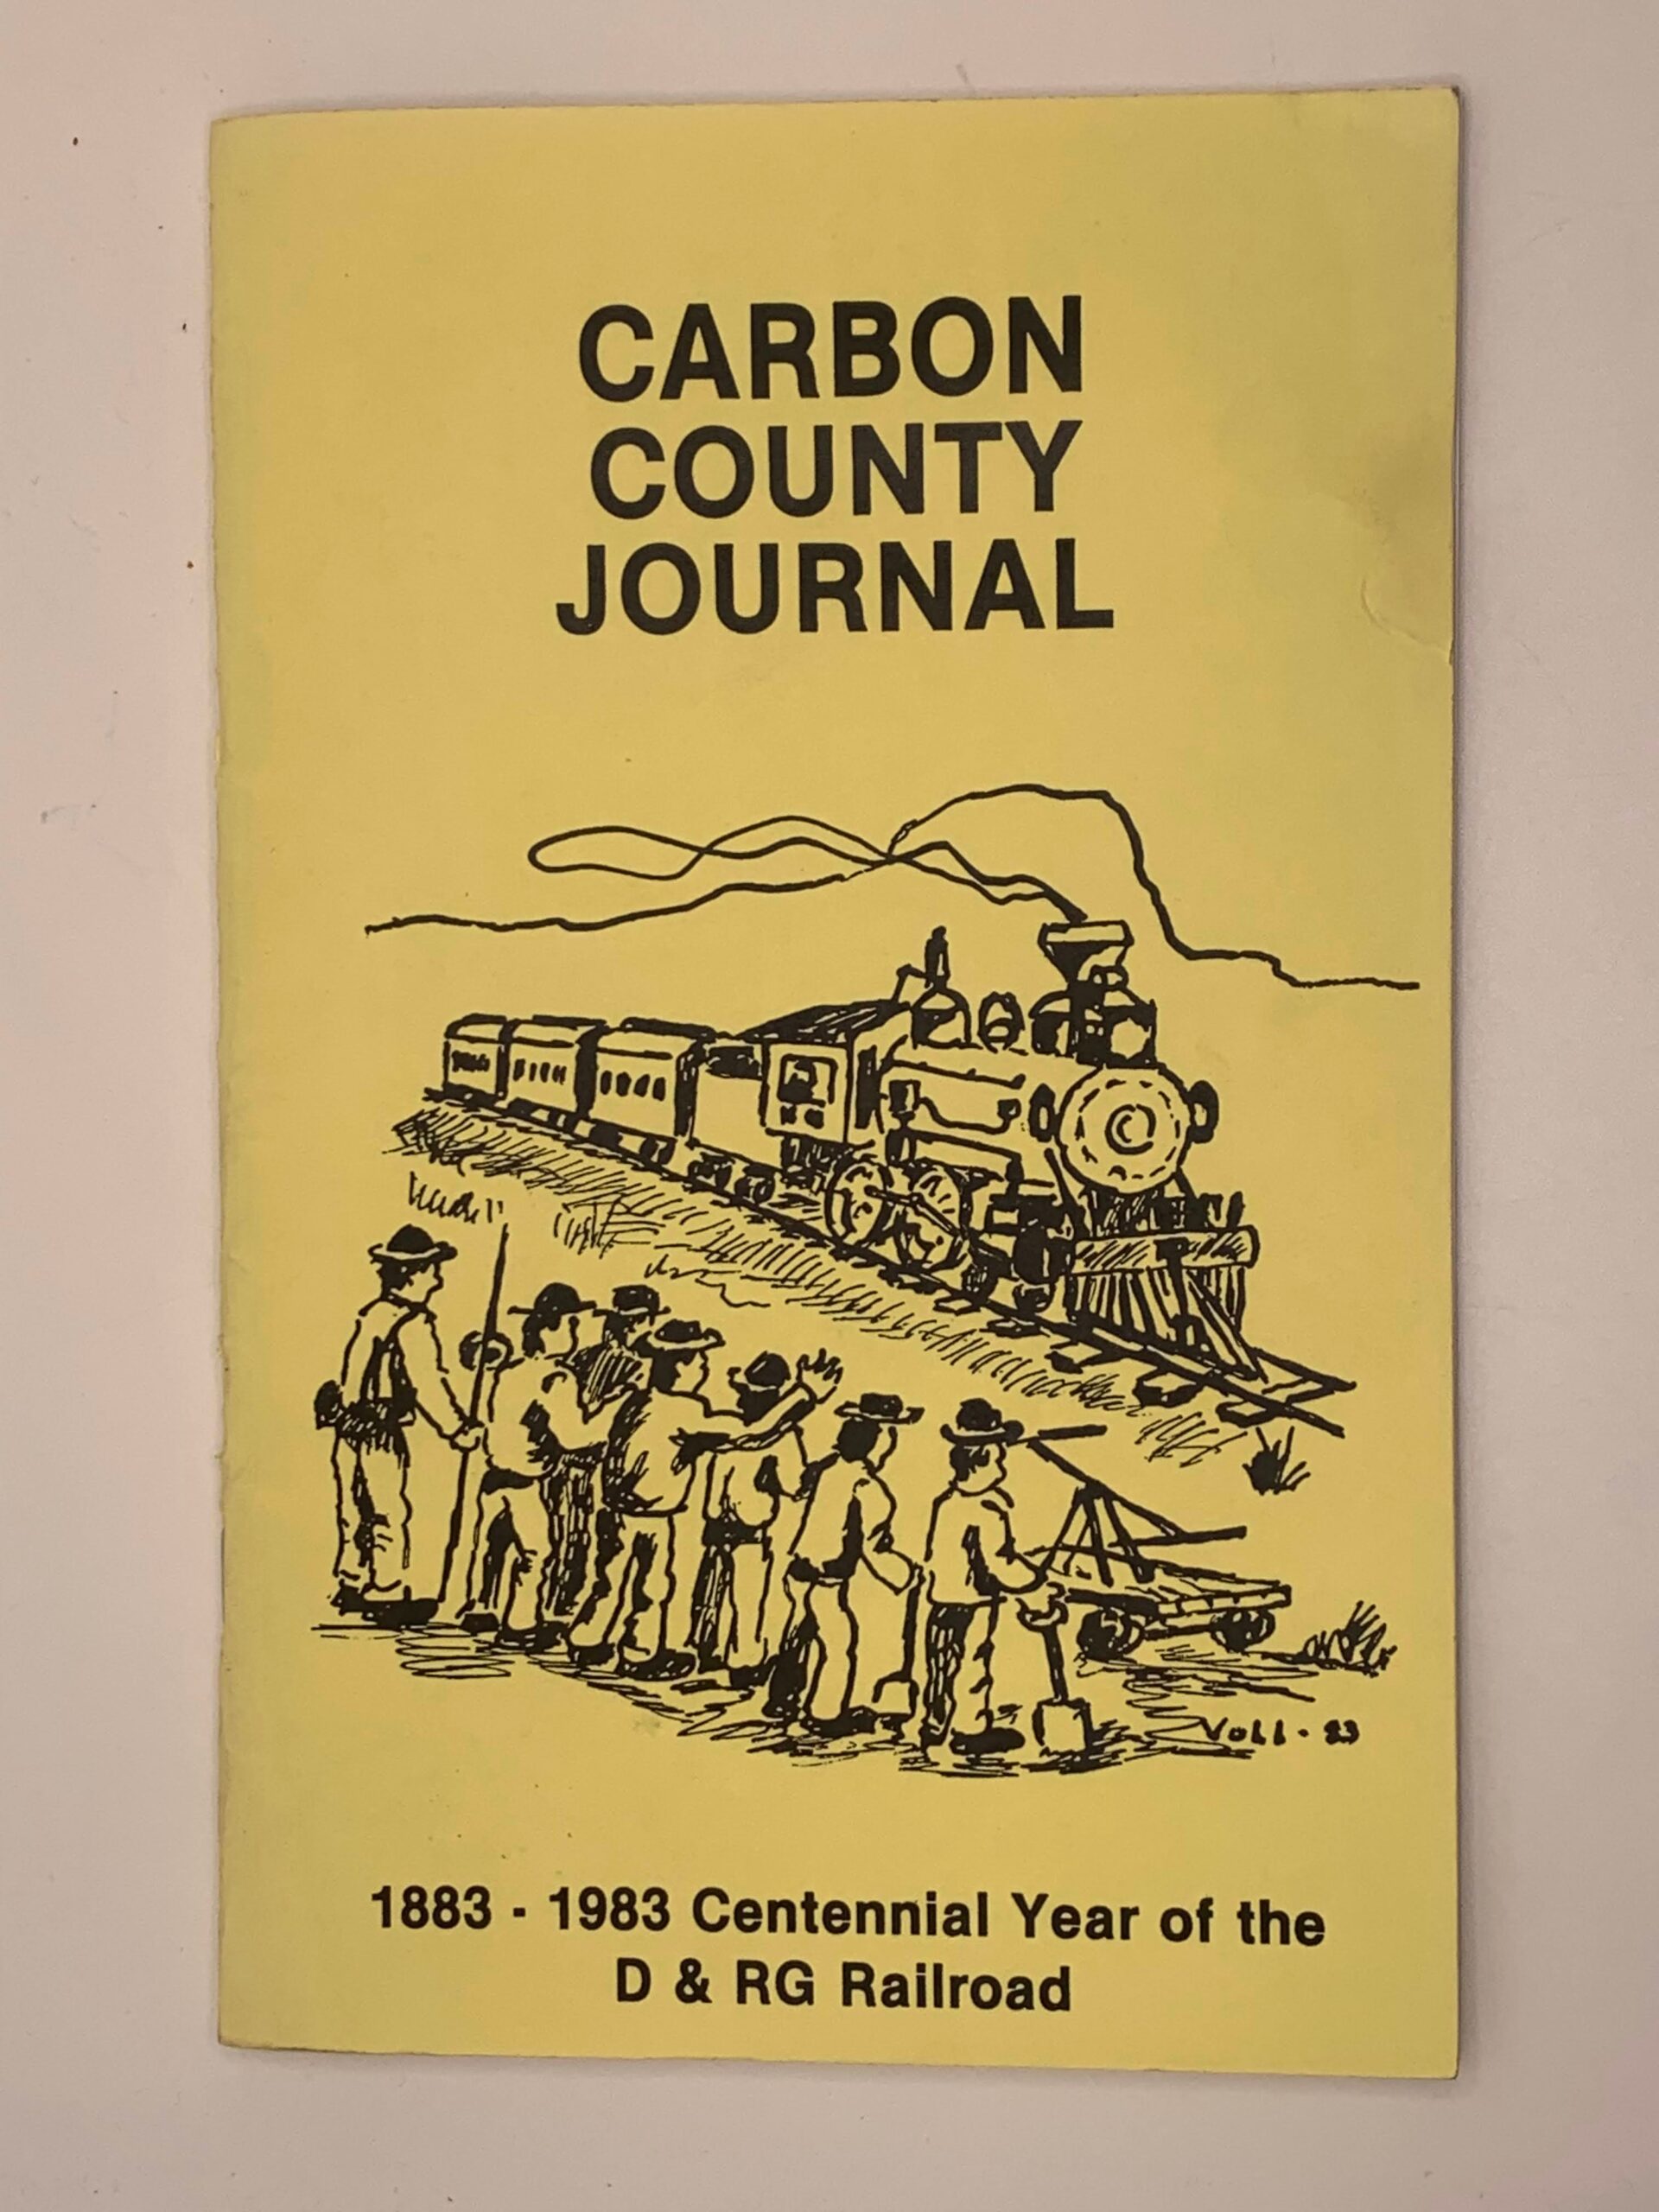 CARBON
COUNTY
JOURNAL
Voll - 83
1883 - 1983 Centennial Year of the
D & RG Railroad